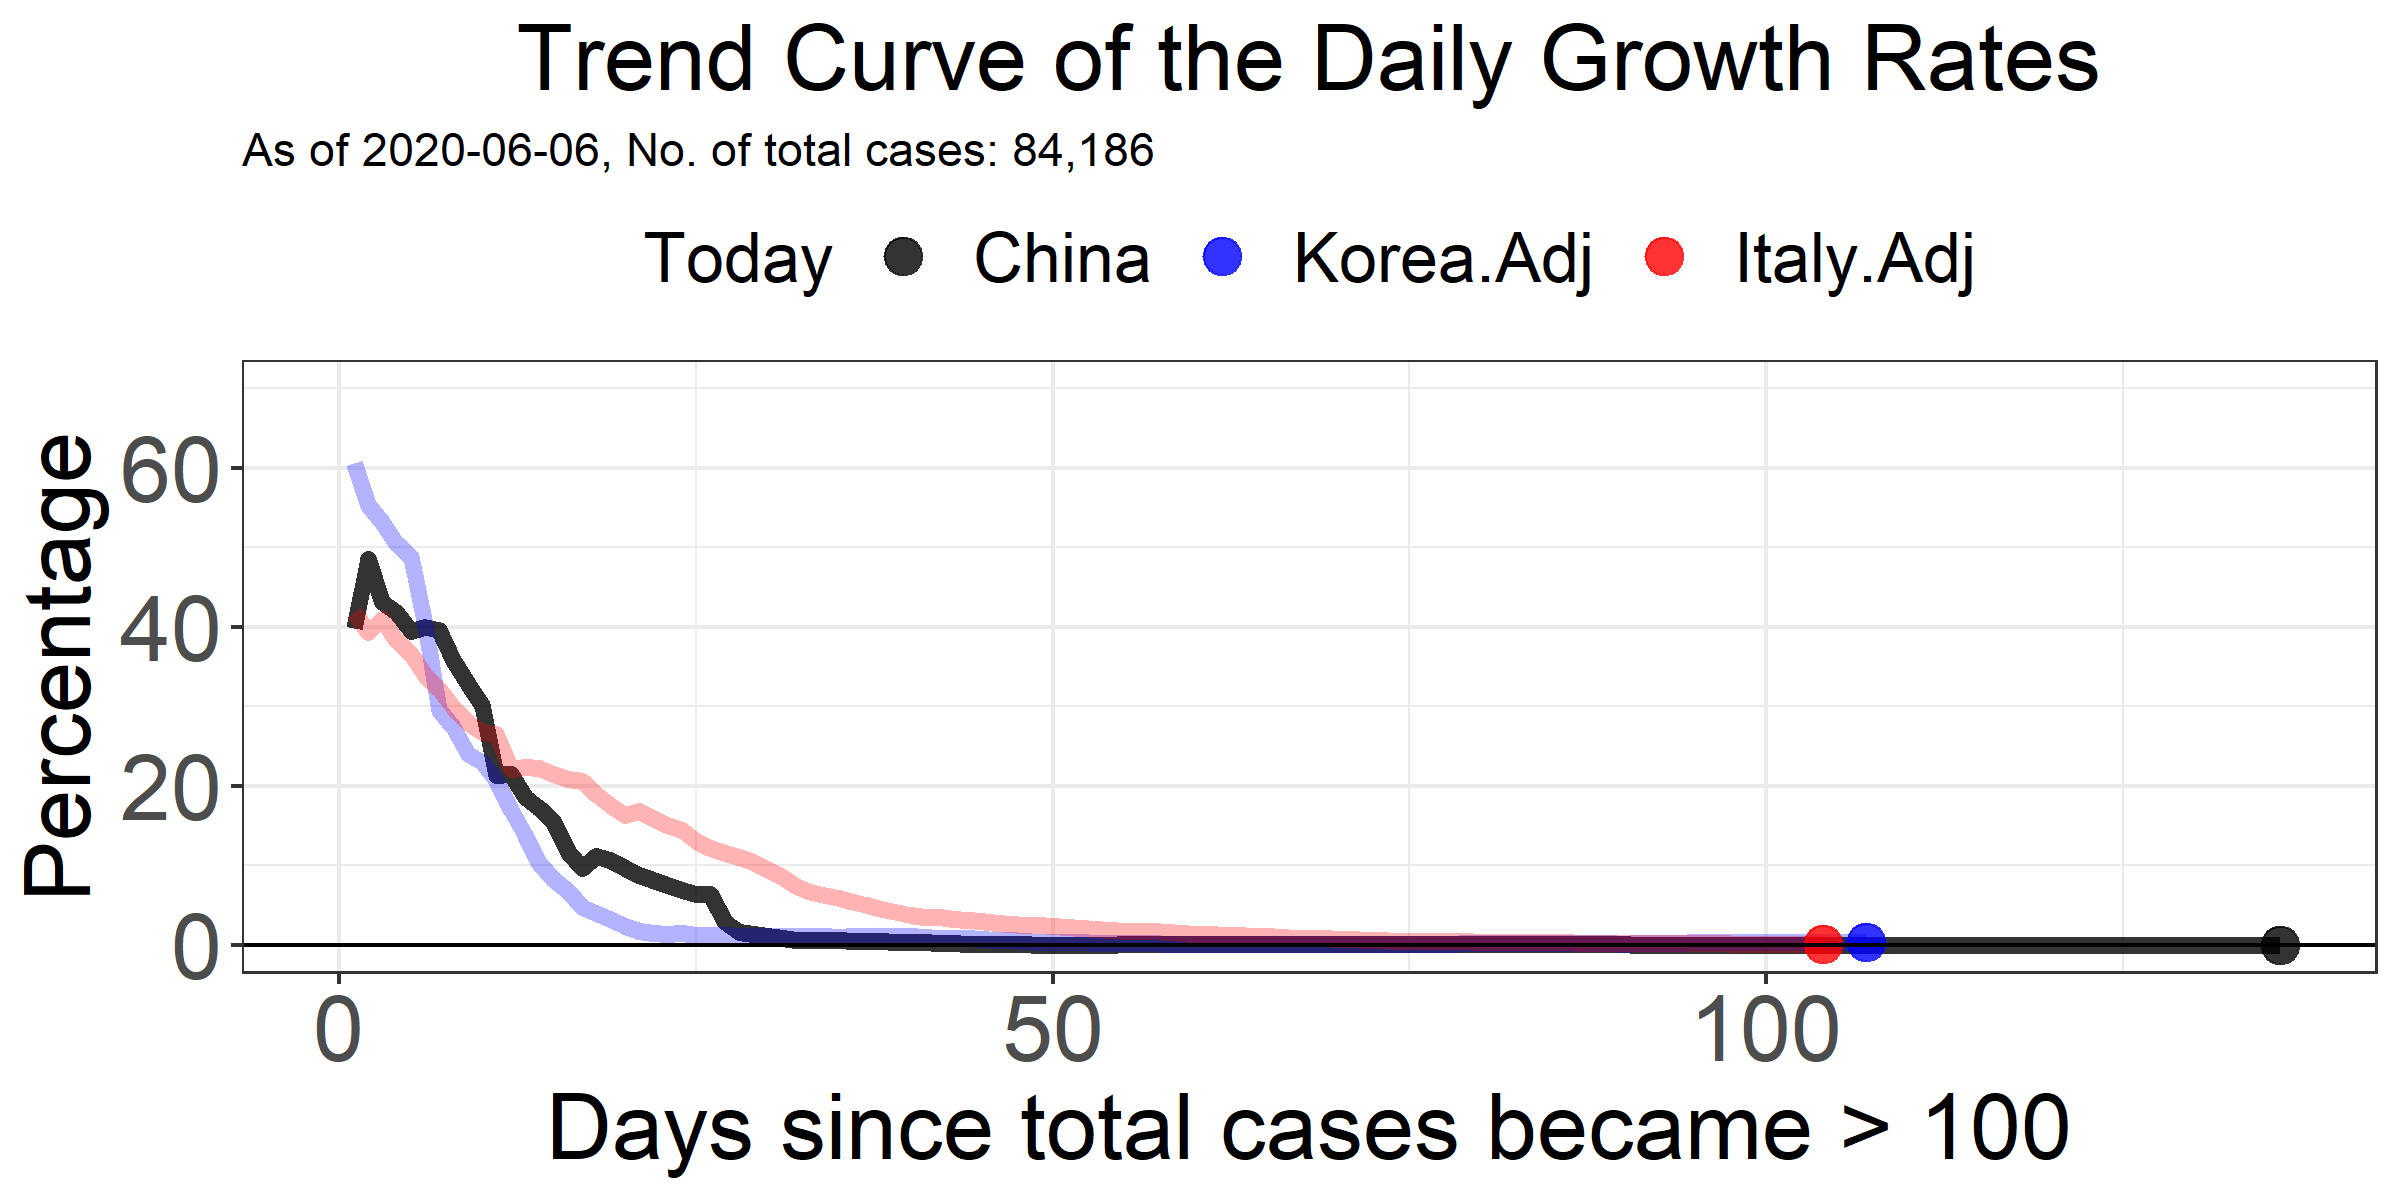 Trend Curve of the Daily Growth Rates
As of 2020-06-06, No. of total cases: 84,186
Today China Korea.Adj Italy.Adj
Percentage
60
40
20
0
0 50 100
Days since total cases became > 100